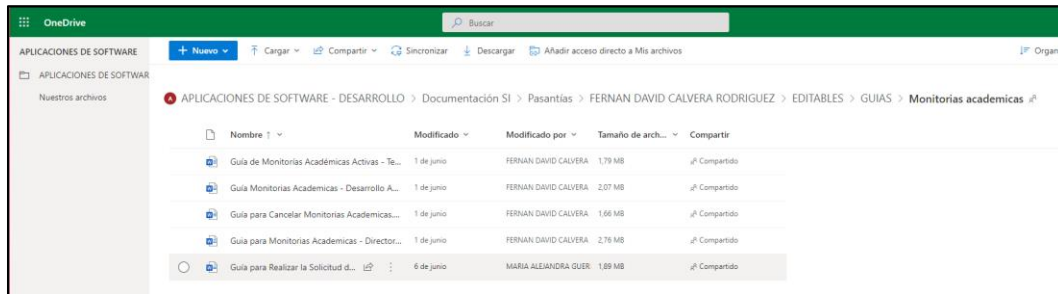 OneDrive
Buscar
APLICACIONES DE SOFTWARE
+ Nuevo Cargar Compartir Sincronizar Descargar Añadir acceso directo a Mis archivos Organ
APLICACIONES DE SOFTWAR
Nuestros archivos
A APLICACIONES DE SOFTWARE - DESARROLLO > Documentación SI > Pasantías > FERNAN DAVID CALVERA RODRIGUEZ > EDITABLES > GUIAS > Monitorias academicas
Nombre ↑ Modificado Modificado por Tamaño de arch... Compartir
Guía de Monitorías Académicas Activas - Te... 1 de junio FERNAN DAVID CALVERA 1,79 MB Compartido
Guía Monitorias Academicas - Desarrollo A... 1 de junio FERNAN DAVID CALVERA 2,07 MB Compartido
Guía para Cancelar Monitorias Academicas.... 1 de junio FERNAN DAVID CALVERA 1,66 MB Compartido
Guía para Monitorias Academicas - Director... 1 de junio FERNAN DAVID CALVERA 2,76 MB Compartido
Guía para Realizar la Solicitud d... 6 de junio MARIA ALEJANDRA GUER 1,89 MB Compartido